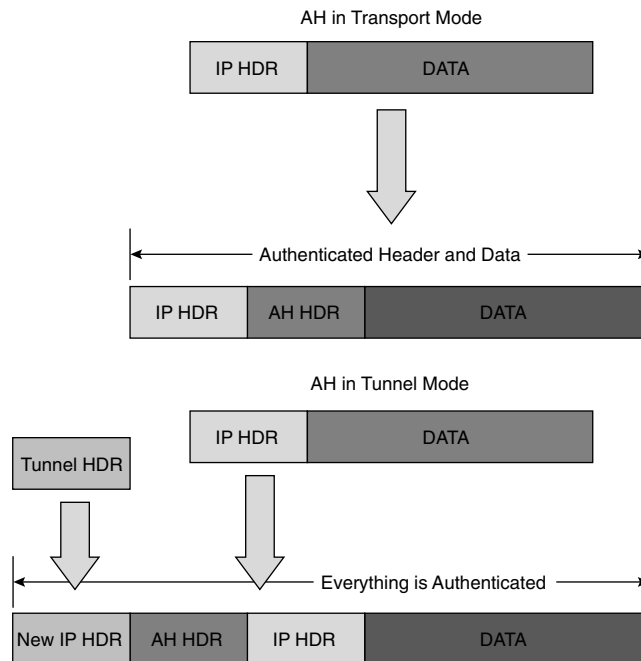 AH in Transport Mode
IP HDR DATA
Authenticated Header and Data
IP HDR AH HDR DATA
AH in Tunnel Mode
IP HDR DATA
Tunnel HDR
Everything is Authenticated
New IP HDR AH HDR IP HDR DATA